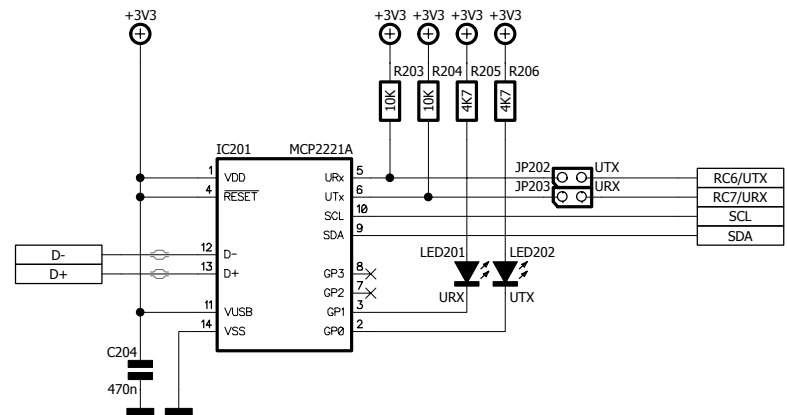 +3V3
+3V3 +3V3 +3V3 +3V3
R203 R204 R205 R206
10K 10K 4K7 4K7
IC201 MCP2221A
1 VDD URx 5
4 RESET UTx 6
SCL 10
SDA 9
12 D-
13 D+ GP3 8
GP2 7
11 VUSB GP1 3
14 VSS GP0 2
JP202 UTX
JP203 URX
RC6/UTX
RC7/URX
SCL
SDA
D-
D+
LED201 LED202
URX UTX
C204
470n